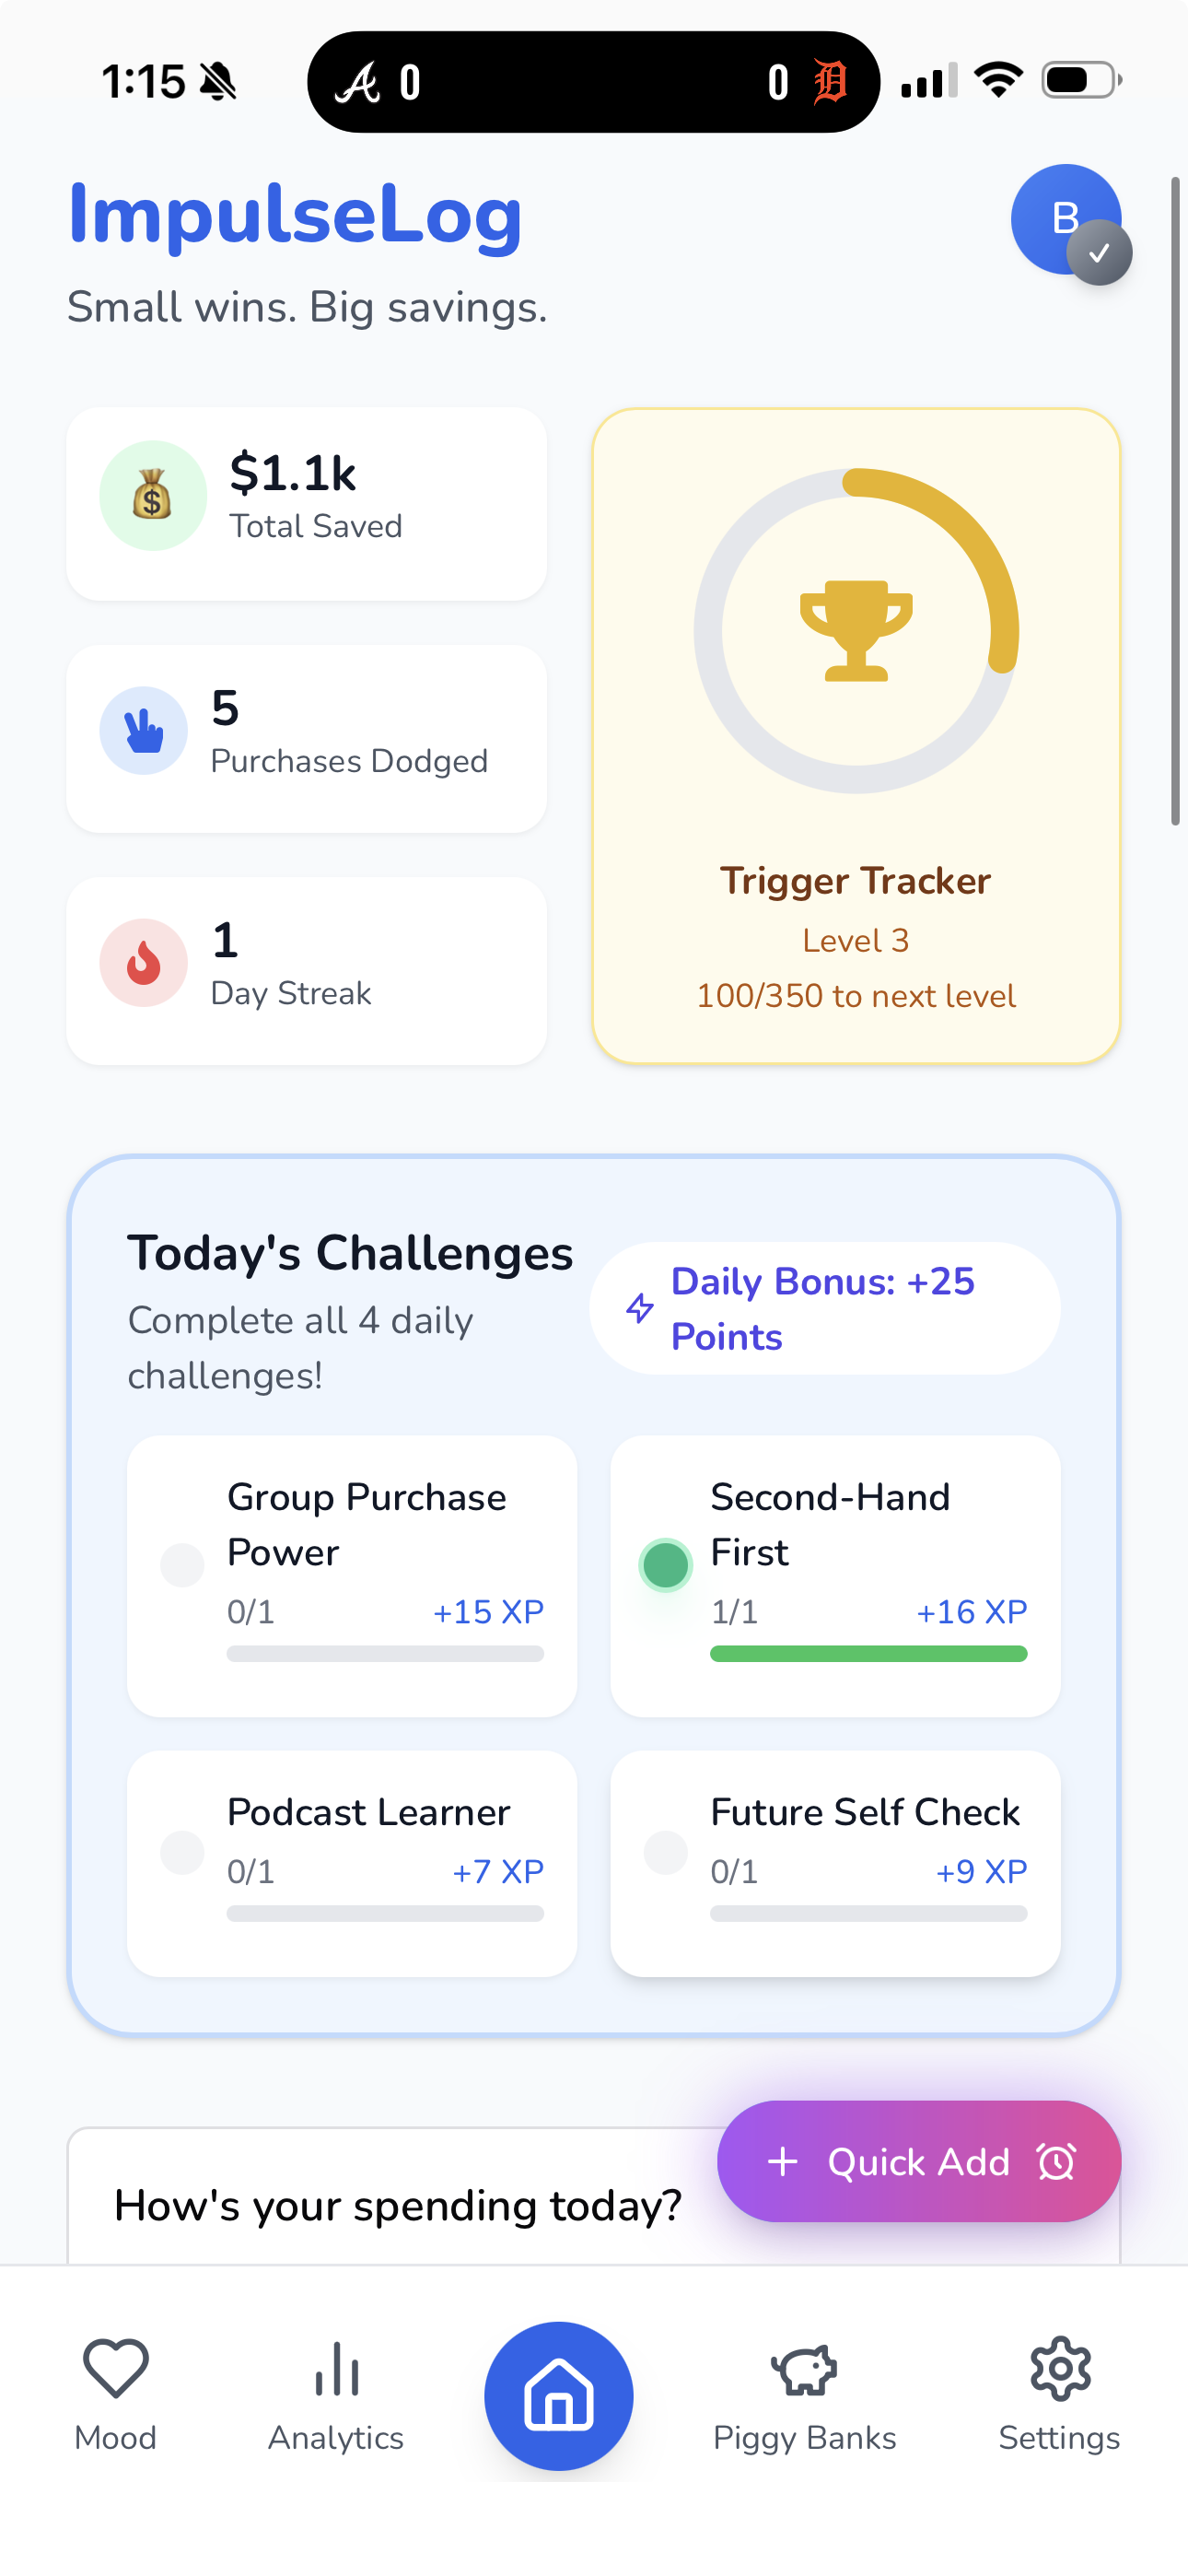 1:15
A 0
0 D
ImpulseLog
B
Small wins. Big savings.
$1.1k
Total Saved
5
Purchases Dodged
1
Day Streak
Trigger Tracker
Level 3
100/350 to next level
Today's Challenges
Complete all 4 daily
challenges!
Daily Bonus: +25
Points
Group Purchase
Power
0/1 +15 XP
Second-Hand
First
1/1 +16 XP
Podcast Learner
0/1 +7 XP
Future Self Check
0/1 +9 XP
Quick Add
How's your spending today?
Mood
Analytics
Piggy Banks
Settings